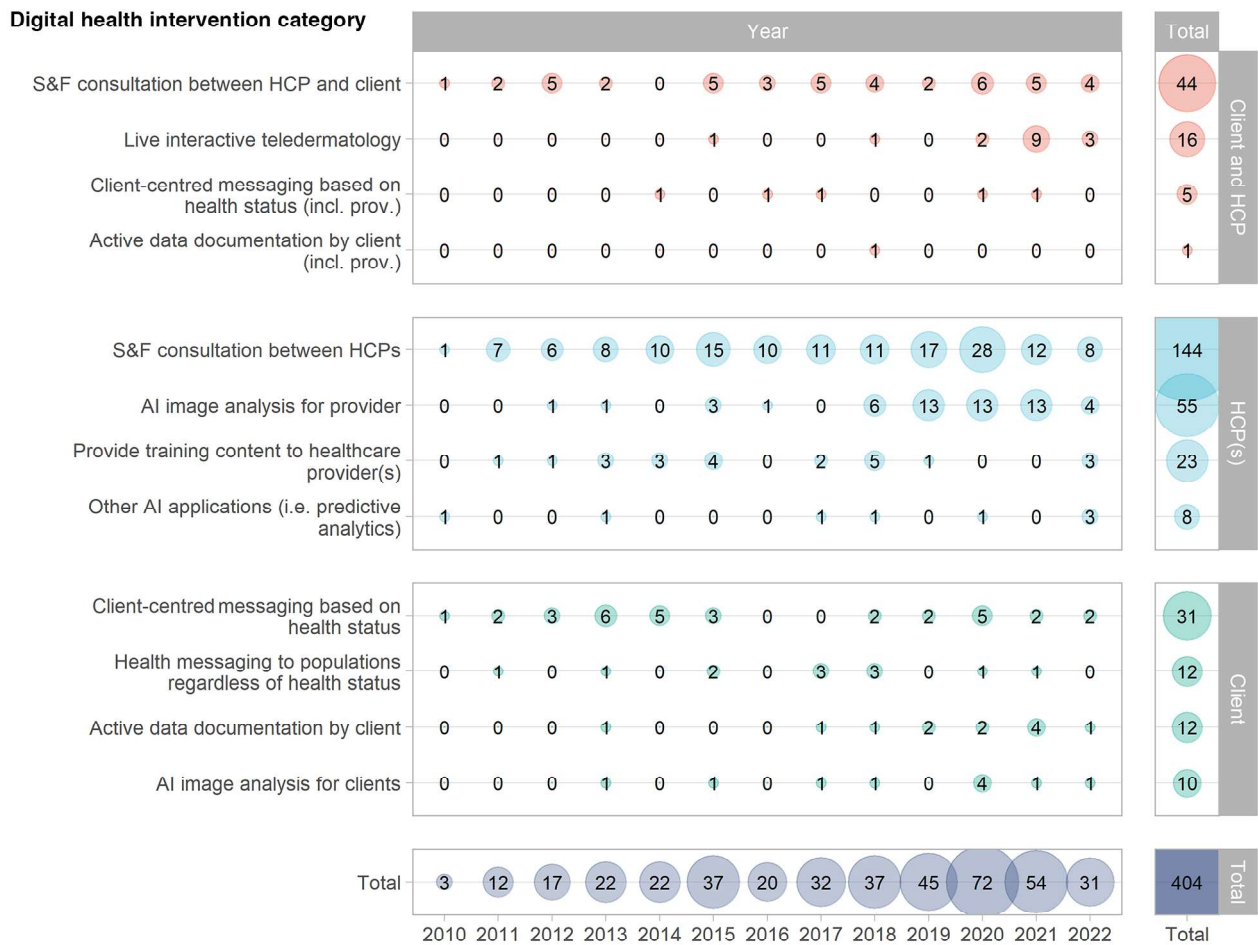 Digital health intervention category
Year
Total
S&F consultation between HCP and client 1 2 5 2 0 5 3 5 4 2 6 5 4 44
Live interactive teledermatology 0 0 0 0 0 1 0 0 1 0 2 9 3 16
Client-centred messaging based on
health status (incl. prov.) 0 0 0 0 1 0 1 1 0 0 1 1 0 5
Active data documentation by client
(incl. prov.) 0 0 0 0 0 0 0 0 1 0 0 0 0 1
Client and HCP
S&F consultation between HCPs 1 7 6 8 10 15 10 11 11 17 28 12 8 144
AI image analysis for provider 0 0 1 1 0 3 1 0 6 13 13 13 4 55
Provide training content to healthcare
provider(s) 0 1 1 3 3 4 0 2 5 1 0 0 3 23
Other AI applications (i.e. predictive
analytics) 1 0 0 1 0 0 0 1 1 0 1 0 3 8
HCP(s)
Client-centred messaging based on
health status 1 2 3 6 5 3 0 0 2 2 5 2 2 31
Health messaging to populations
regardless of health status 0 1 0 1 0 2 0 3 3 0 1 1 0 12
Active data documentation by client 0 0 0 1 0 0 0 1 1 2 2 4 1 12
AI image analysis for clients 0 0 0 1 0 1 0 1 1 0 4 1 1 10
Client
Total 3 12 17 22 22 37 20 32 37 45 72 54 31 404
Total
2010 2011 2012 2013 2014 2015 2016 2017 2018 2019 2020 2021 2022 Total